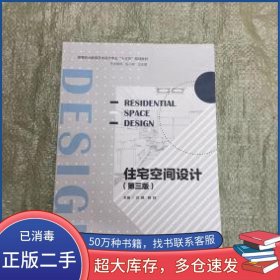 DESIG
RESIDENTIAL
SPACE
DESIGN
住宅空间设计
（第三版）
已消毒
正版二手
50万种书籍，找书联系客服
超大库存，多仓发货